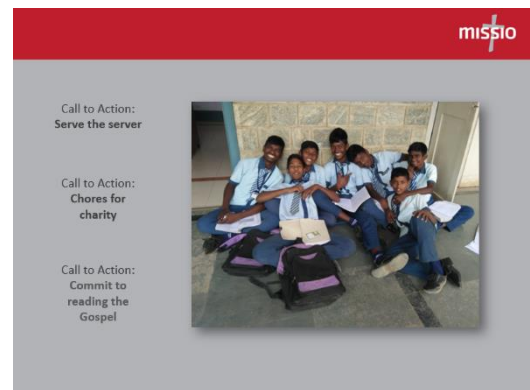 missio
Call to Action:
Serve the server
Call to Action:
Chores for
charity
Call to Action:
Commit to
reading the
Gospel